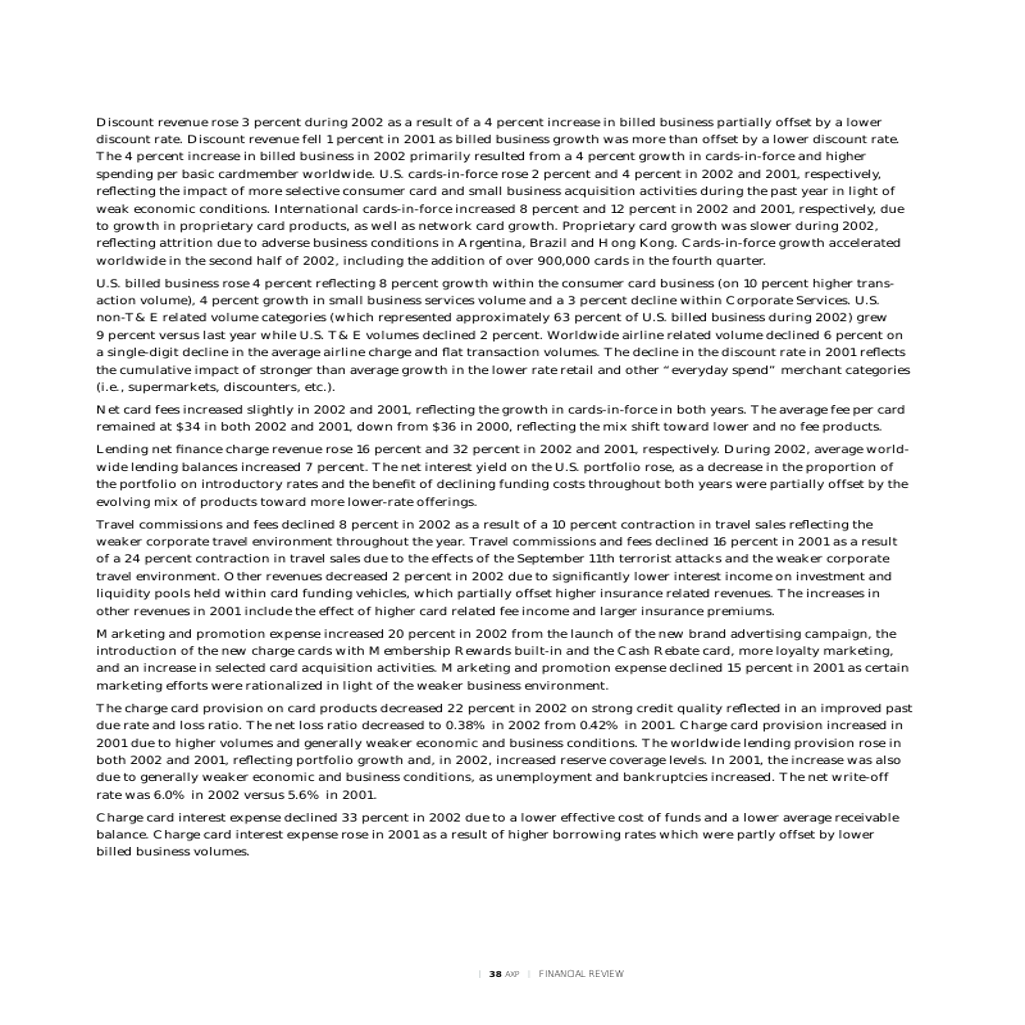 Discount revenue rose 3 percent during 2002 as a result of a 4 percent increase in billed business partially offset by a lower
discount rate. Discount revenue fell 1 percent in 2001 as billed business growth was more than offset by a lower discount rate.
The 4 percent increase in billed business in 2002 primarily resulted from a 4 percent growth in cards-in-force and higher
spending per basic cardmember worldwide. U.S. cards-in-force rose 2 percent and 4 percent in 2002 and 2001, respectively,
reflecting the impact of more selective consumer card and small business acquisition activities during the past year in light of
weak economic conditions. International cards-in-force increased 8 percent and 12 percent in 2002 and 2001, respectively, due
to growth in proprietary card products, as well as network card growth. Proprietary card growth was slower during 2002,
reflecting attrition due to adverse business conditions in Argentina, Brazil and Hong Kong. Cards-in-force growth accelerated
worldwide in the second half of 2002, including the addition of over 900,000 cards in the fourth quarter.
U.S. billed business rose 4 percent reflecting 8 percent growth within the consumer card business (on 10 percent higher trans-
action volume), 4 percent growth in small business services volume and a 3 percent decline within Corporate Services. U.S.
non-T&E related volume categories (which represented approximately 63 percent of U.S. billed business during 2002) grew
9 percent versus last year while U.S. T&E volumes declined 2 percent. Worldwide airline related volume declined 6 percent on
a single-digit decline in the average airline charge and flat transaction volumes. The decline in the discount rate in 2001 reflects
the cumulative impact of stronger than average growth in the lower rate retail and other "everyday spend" merchant categories
(i.e., supermarkets, discounters, etc.).
Net card fees increased slightly in 2002 and 2001, reflecting the growth in cards-in-force in both years. The average fee per card
remained at $34 in both 2002 and 2001, down from $36 in 2000, reflecting the mix shift toward lower and no fee products.
Lending net finance charge revenue rose 16 percent and 32 percent in 2002 and 2001, respectively. During 2002, average world-
wide lending balances increased 7 percent. The net interest yield on the U.S. portfolio rose, as a decrease in the proportion of
the portfolio on introductory rates and the benefit of declining funding costs throughout both years were partially offset by the
evolving mix of products toward more lower-rate offerings.
Travel commissions and fees declined 8 percent in 2002 as a result of a 10 percent contraction in travel sales reflecting the
weaker corporate travel environment throughout the year. Travel commissions and fees declined 16 percent in 2001 as a result
of a 24 percent contraction in travel sales due to the effects of the September 11th terrorist attacks and the weaker corporate
travel environment. Other revenues decreased 2 percent in 2002 due to significantly lower interest income on investment and
liquidity pools held within card funding vehicles, which partially offset higher insurance related revenues. The increases in
other revenues in 2001 include the effect of higher card related fee income and larger insurance premiums.
Marketing and promotion expense increased 20 percent in 2002 from the launch of the new brand advertising campaign, the
introduction of the new charge cards with Membership Rewards built-in and the Cash Rebate card, more loyalty marketing,
and an increase in selected card acquisition activities. Marketing and promotion expense declined 15 percent in 2001 as certain
marketing efforts were rationalized in light of the weaker business environment.
The charge card provision on card products decreased 22 percent in 2002 on strong credit quality reflected in an improved past
due rate and loss ratio. The net loss ratio decreased to 0.38% in 2002 from 0.42% in 2001. Charge card provision increased in
2001 due to higher volumes and generally weaker economic and business conditions. The worldwide lending provision rose in
both 2002 and 2001, reflecting portfolio growth and, in 2002, increased reserve coverage levels. In 2001, the increase was also
due to generally weaker economic and business conditions, as unemployment and bankruptcies increased. The net write-off
rate was 6.0% in 2002 versus 5.6% in 2001.
Charge card interest expense declined 33 percent in 2002 due to a lower effective cost of funds and a lower average receivable
balance. Charge card interest expense rose in 2001 as a result of higher borrowing rates which were partly offset by lower
billed business volumes.
| 38 AXP | FINANCIAL REVIEW